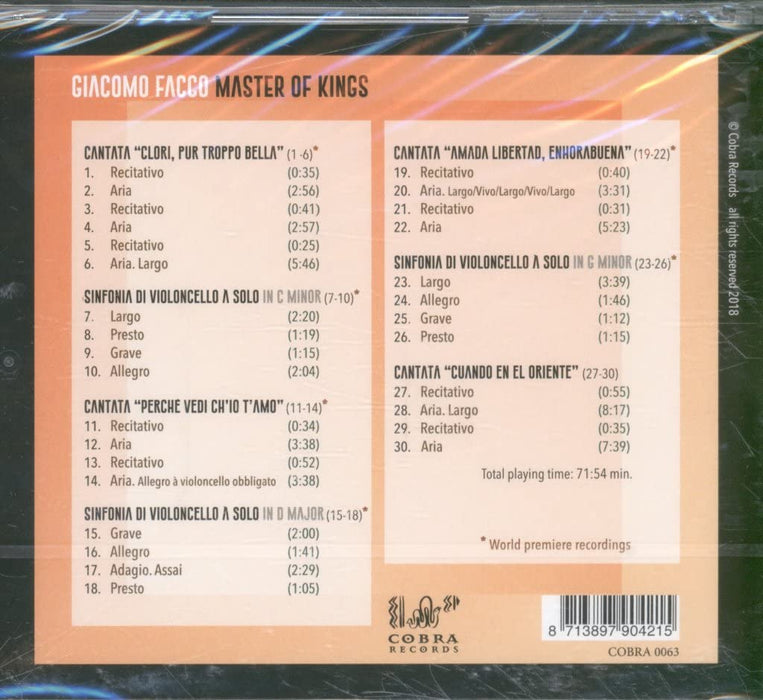 GIACOMO FACCO MASTER OF KINGS
CANTATA “CLORI, PUR TROPPO BELLA” (1-6)*
1. Recitativo (0:35)
2. Aria (2:56)
3. Recitativo (0:41)
4. Aria (2:57)
5. Recitativo (0:25)
6. Aria. Largo (5:46)
SINFONIA DI VIOLONCELLO A SOLO IN C MINOR (7-10)*
7. Largo (2:20)
8. Presto (1:19)
9. Grave (1:15)
10. Allegro (2:04)
CANTATA “PERCHE VEDI CH’IO T’AMO” (11-14)*
11. Recitativo (0:34)
12. Aria (3:38)
13. Recitativo (0:52)
14. Aria. Allegro à violoncello obbligato (3:38)
SINFONIA DI VIOLONCELLO A SOLO IN D MAJOR (15-18)*
15. Grave (2:00)
16. Allegro (1:41)
17. Adagio. Assai (2:29)
18. Presto (1:05)
CANTATA “AMADA LIBERTAD, ENHORABUENA” (19-22)*
19. Recitativo (0:40)
20. Aria. Largo/Vivo/Largo/Vivo/Largo (3:31)
21. Recitativo (0:31)
22. Aria (5:23)
SINFONIA DI VIOLONCELLO A SOLO IN G MINOR (23-26)*
23. Largo (3:39)
24. Allegro (1:46)
25. Grave (1:12)
26. Presto (1:15)
CANTATA “CUANDO EN EL ORIENTE” (27-30)
27. Recitativo (0:55)
28. Aria. Largo (8:17)
29. Recitativo (0:35)
30. Aria (7:39)
Total playing time: 71:54 min.
* World premiere recordings
COBRA
RECORDS
8 713897 904215
COBRA 0063
© Cobra Records all rights reserved 2018